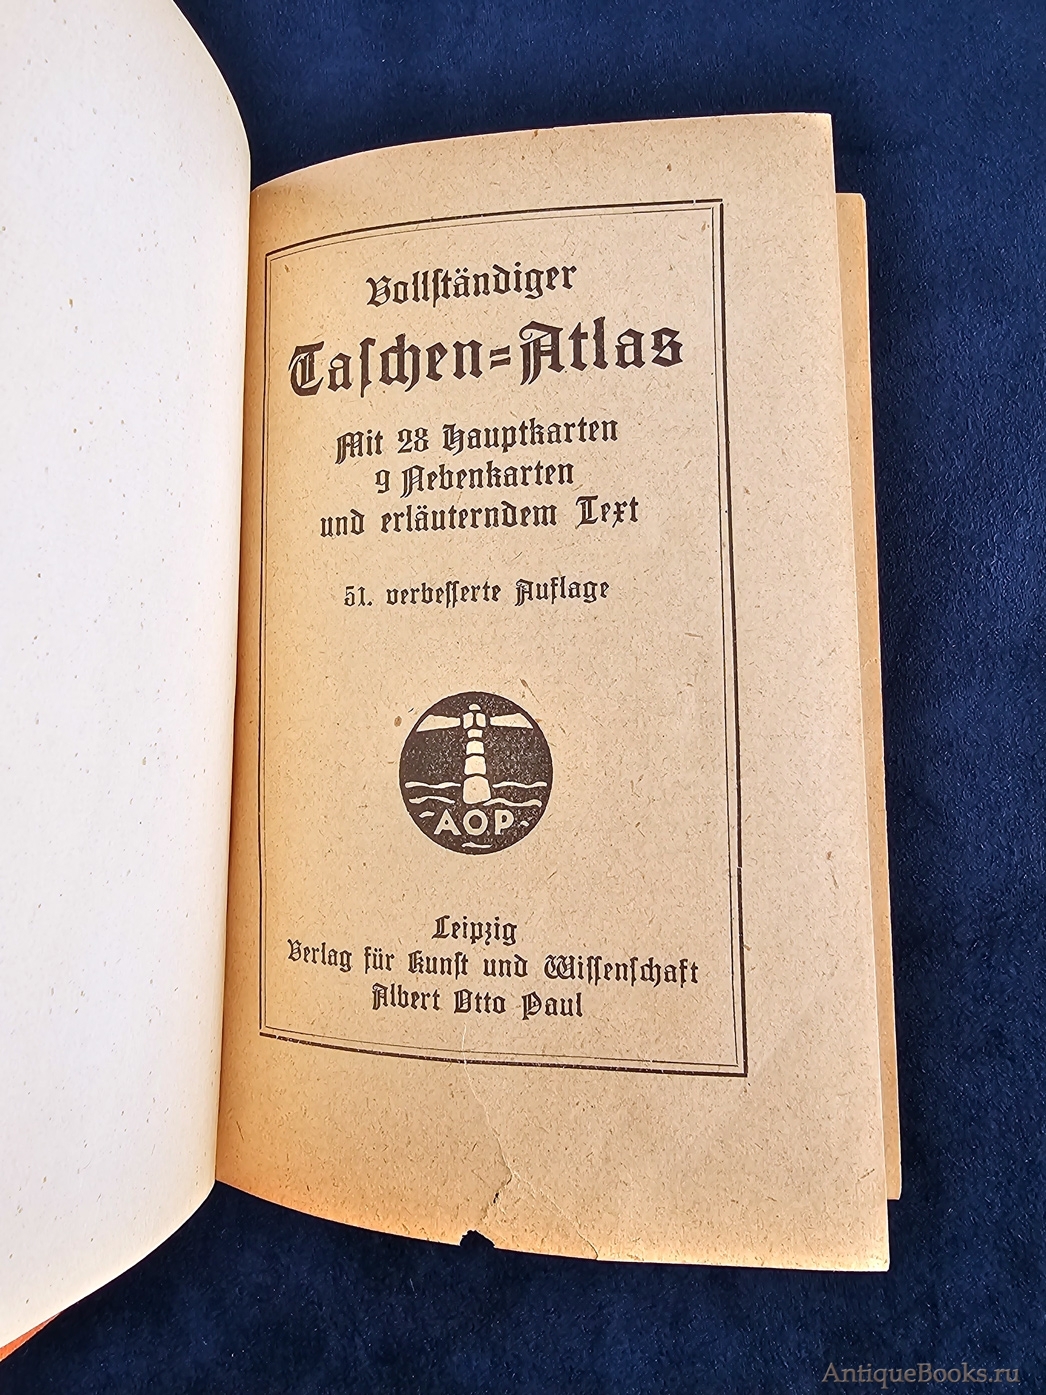 Vollſtändiger
Taſchen=Atlas
Mit 28 Hauptkarten
9 Nebenkarten
und erläuterndem Text
51. verbeſſerte Auflage
AOP
Leipzig
Verlag für Kunſt und Wiſſenſchaft
Albert Otto Paul
AntiqueBooks.ru